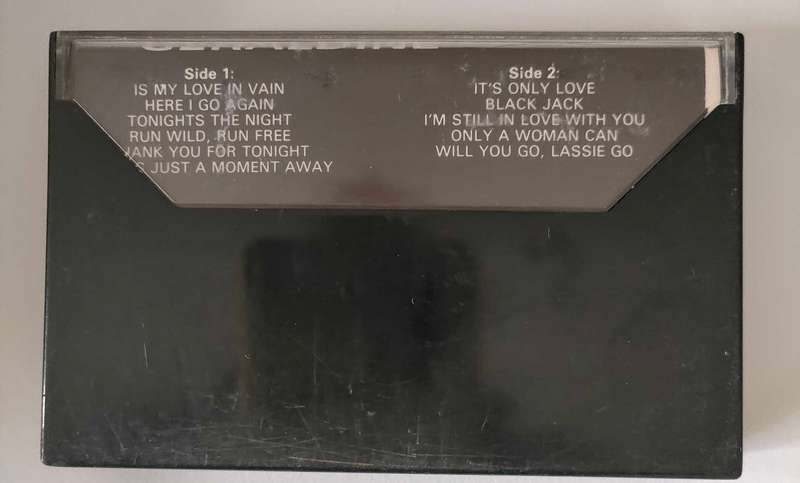 Side 1:
IS MY LOVE IN VAIN
HERE I GO AGAIN
TONIGHTS THE NIGHT
RUN WILD, RUN FREE
YOU FOR TONIGHT
JUST A MOMENT AWAY
Side 2:
IT'S ONLY LOVE
BLACK JACK
I'M STILL IN LOVE WITH YOU
ONLY A WOMAN CAN
WILL YOU GO, LASSIE GO